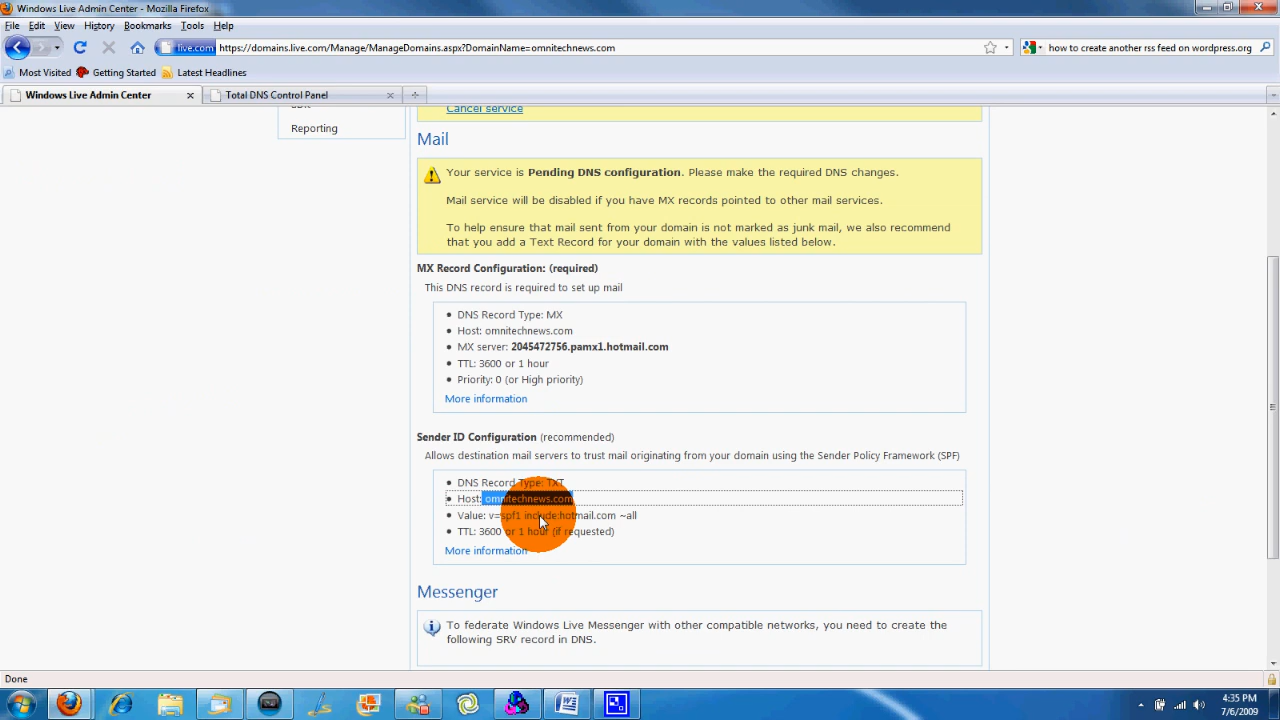 Windows Live Admin Center - Mozilla Firefox
File Edit View History Bookmarks Tools Help
live.com https://domains.live.com/Manage/ManageDomains.aspx?DomainName=omnitechnews.com
how to create another rss feed on wordpress.org
Most Visited Getting Started Latest Headlines
Windows Live Admin Center
Total DNS Control Panel
Cancel service
Reporting
Mail
Your service is Pending DNS configuration. Please make the required DNS changes.
Mail service will be disabled if you have MX records pointed to other mail services.
To help ensure that mail sent from your domain is not marked as junk mail, we also recommend
that you add a Text Record for your domain with the values listed below.
MX Record Configuration: (required)
This DNS record is required to set up mail
DNS Record Type: MX
Host: omnitechnews.com
MX server: 2045472756.pamx1.hotmail.com
TTL: 3600 or 1 hour
Priority: 0 (or High priority)
More information
Sender ID Configuration (recommended)
Allows destination mail servers to trust mail originating from your domain using the Sender Policy Framework (SPF)
DNS Record Type: TXT
Host: omnitechnews.com
Value: v=spf1 include:hotmail.com ~all
TTL: 3600 or 1 hour (if requested)
More information
Messenger
To federate Windows Live Messenger with other compatible networks, you need to create the
following SRV record in DNS.
Done
4:35 PM
7/6/2009